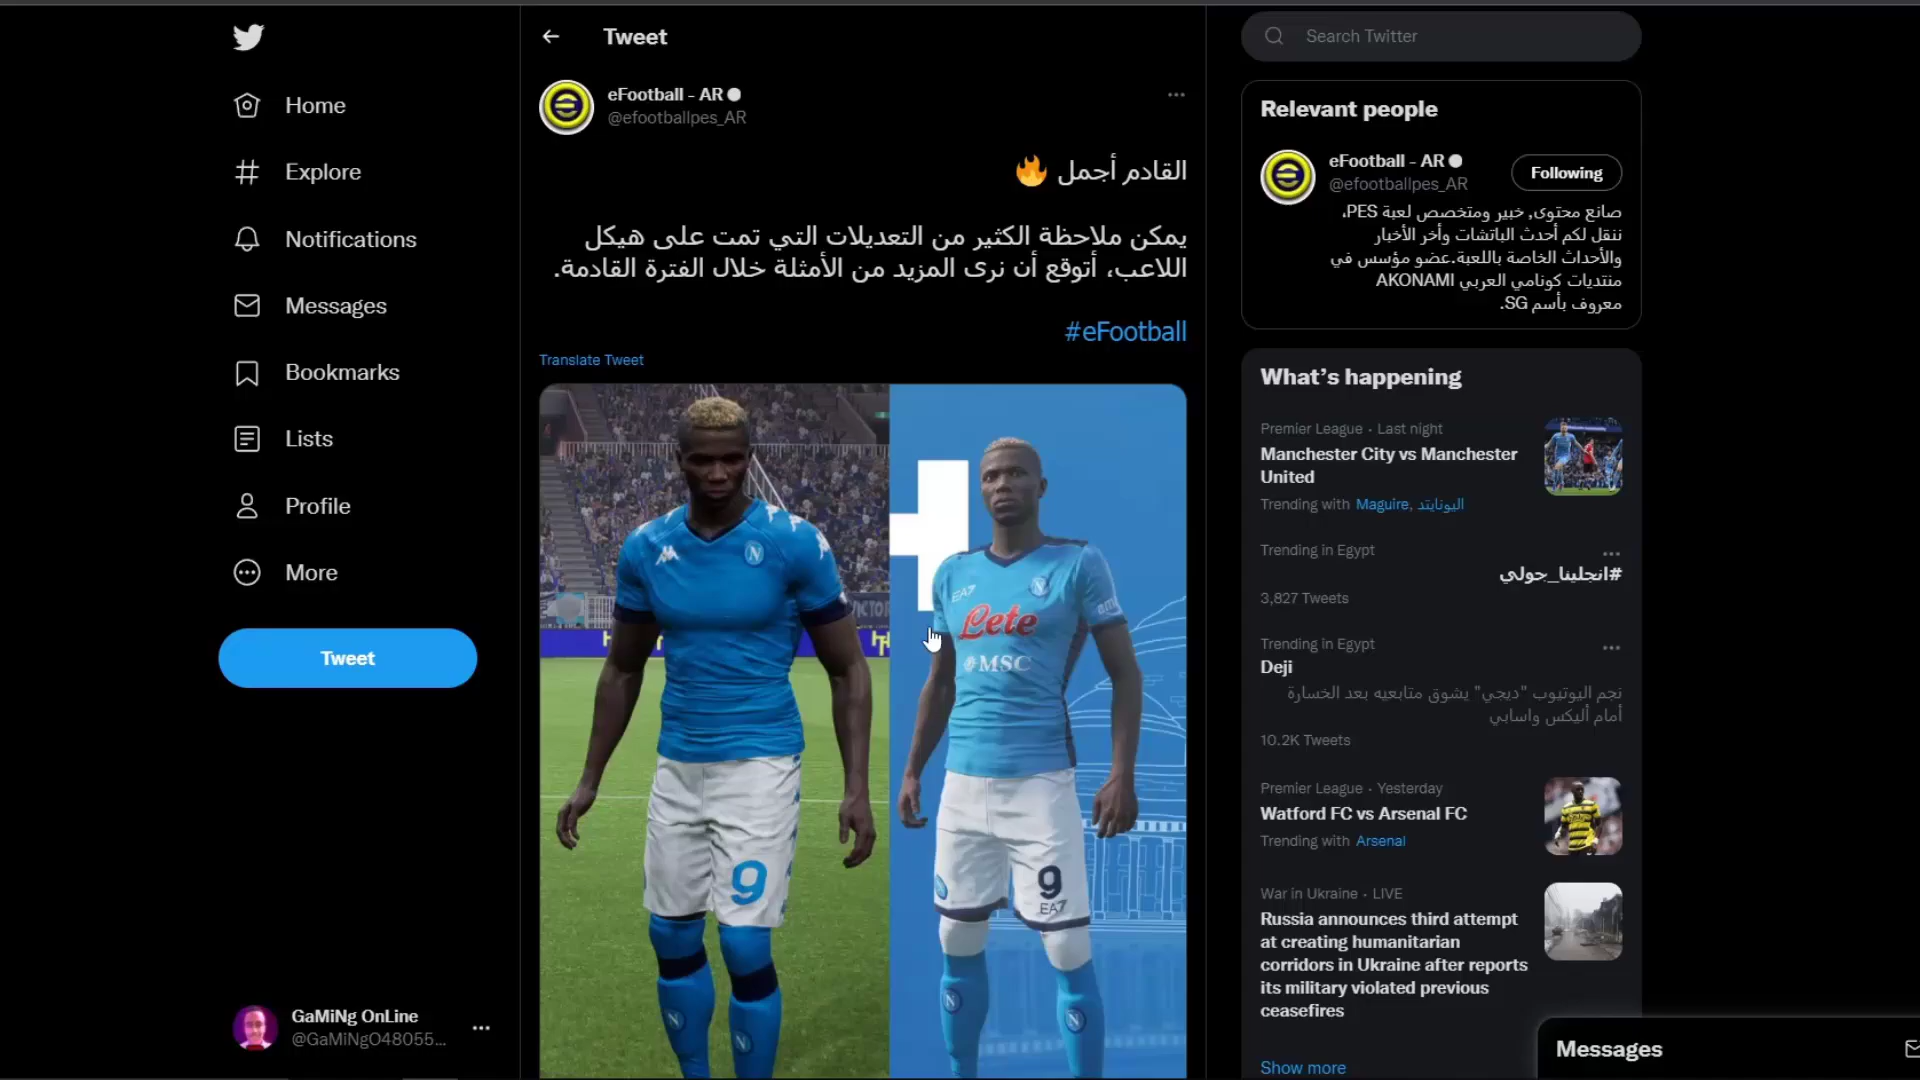 Home
Explore
Notifications
Messages
Bookmarks
Lists
Profile
More
Tweet
GaMiNg OnLine
@GaMiNgO48055...
Tweet
eFootball - AR
@efootballpes_AR
القادم أجمل 🔥
يمكن ملاحظة الكثير من التعديلات التي تمت على هيكل
اللاعب، أتوقع أن نرى المزيد من الأمثلة خلال الفترة القادمة.
#eFootball
Translate Tweet
N
9
N
N
EA7
N
Lete
MSC
9
EA7
N
N
Search Twitter
Relevant people
eFootball - AR
@efootballpes_AR
Following
صانع محتوى, خبير ومتخصص لعبة PES،
ننقل لكم أحدث الباتشات وأخر الأخبار
والأحداث الخاصة باللعبة.عضو مؤسس في
منتديات كونامي العربي AKONAMI
معروف بأسم SG.
What's happening
Premier League · Last night
Manchester City vs Manchester
United
Trending with Maguire, اليونايتد
Trending in Egypt
#انجلينا_جولي
3,827 Tweets
Trending in Egypt
Deji
نجم اليوتيوب "ديجي" يشوق متابعيه بعد الخسارة
أمام أليكس واسابي
10.2K Tweets
Premier League · Yesterday
Watford FC vs Arsenal FC
Trending with Arsenal
War in Ukraine · LIVE
Russia announces third attempt
at creating humanitarian
corridors in Ukraine after reports
its military violated previous
ceasefires
Show more
Messages